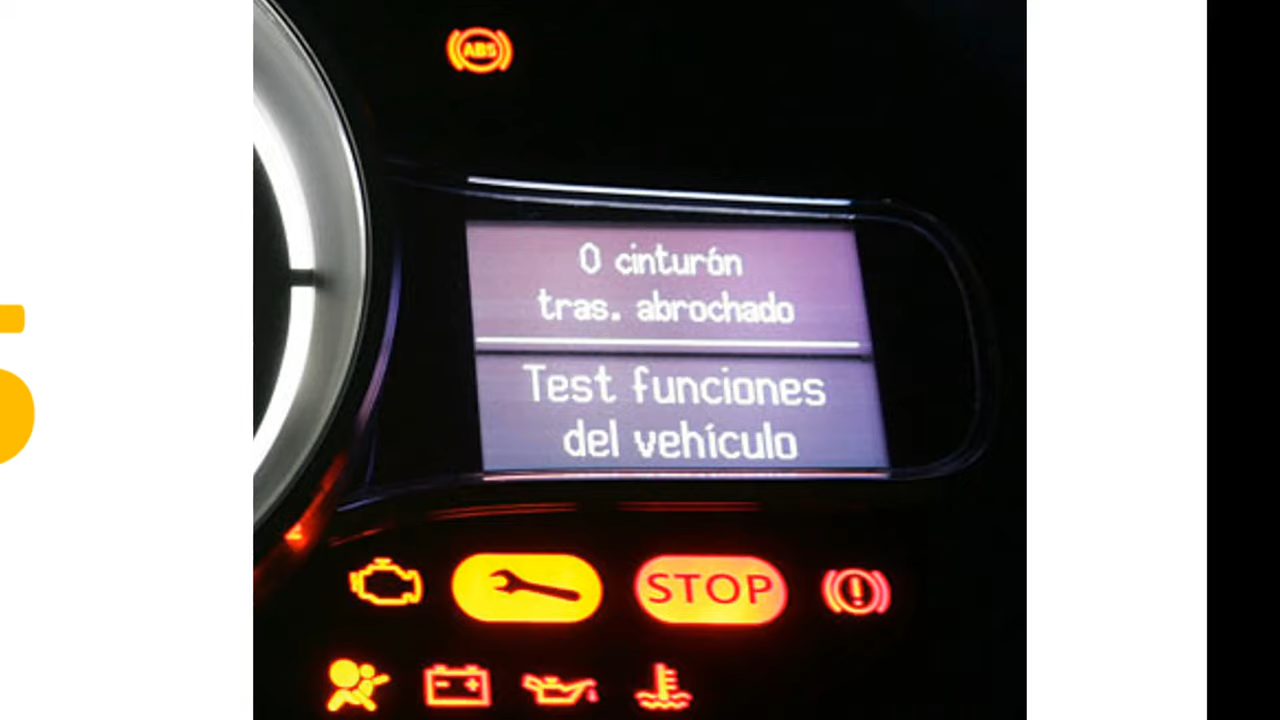 ABS
0 cinturón
tras. abrochado
Test funciones
del vehículo
STOP